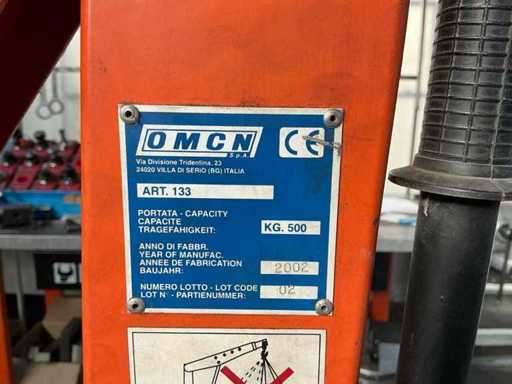 OMCN
S.p.A.
CE
Via Divisione Tridentina, 23
24020 VILLA DI SERIO (BG) ITALIA
ART. 133
PORTATA - CAPACITY
CAPACITE
TRAGEFAHIGKEIT:
KG. 500
ANNO DI FABBR.
YEAR OF MANUFAC.
ANNEE DE FABRICATION
BAUJAHR:
2002
NUMERO LOTTO - LOT CODE
LOT N° - PARTIENUMMER:
02